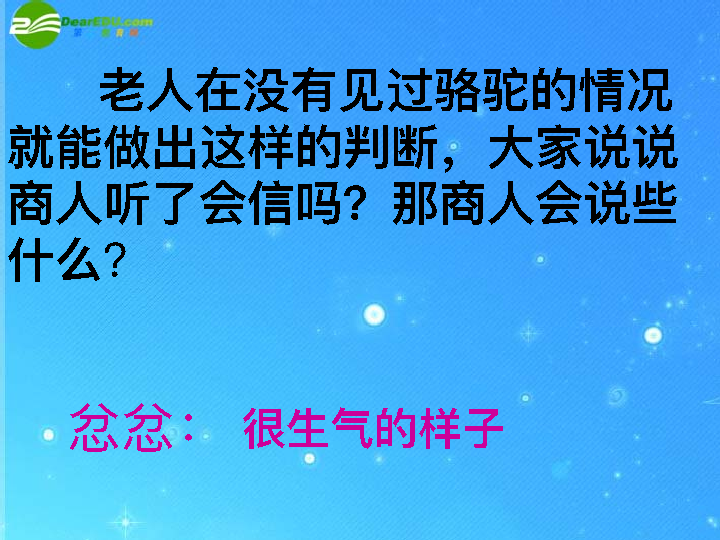 DearEDU.com
老人在没有见过骆驼的情况
就能做出这样的判断，大家说说
商人听了会信吗？那商人会说些
什么?
忿忿： 很生气的样子